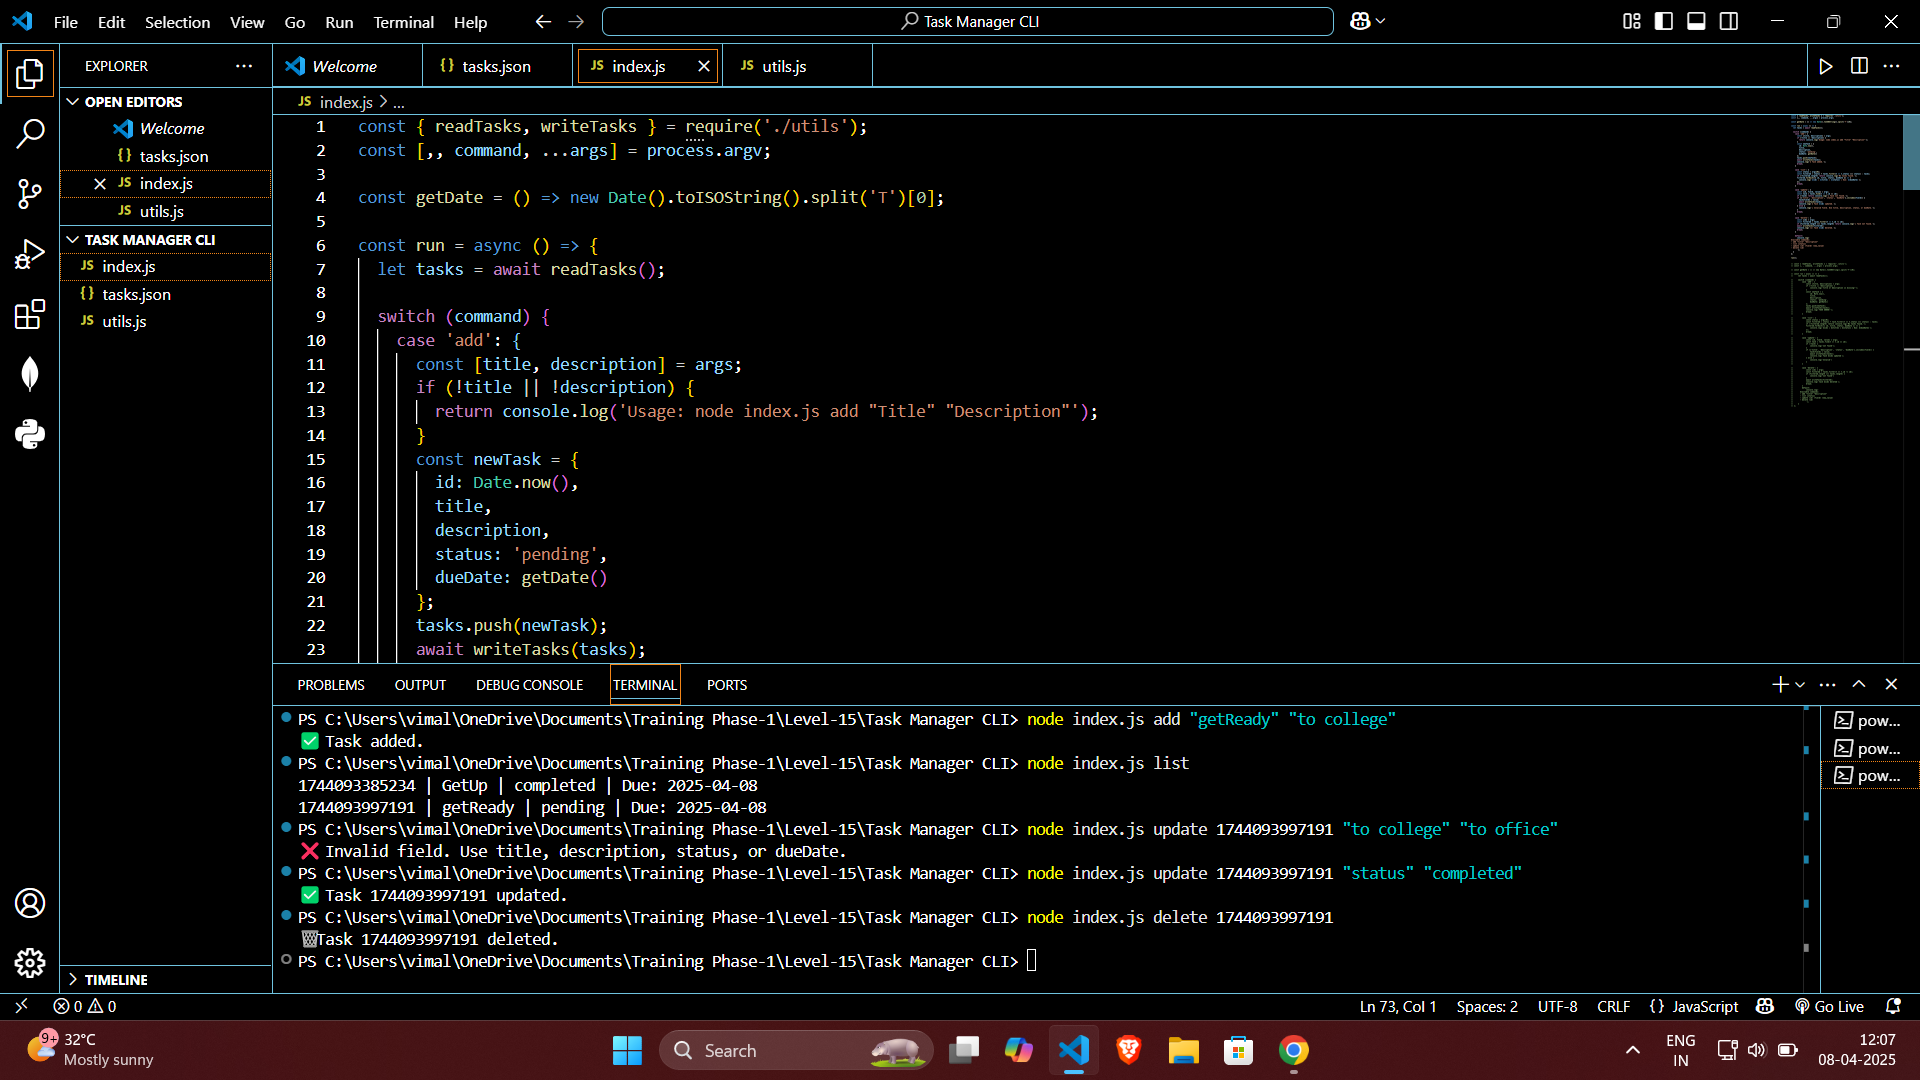 File Edit Selection View Go Run Terminal Help
Task Manager CLI
EXPLORER
Welcome
tasks.json
index.js
utils.js
OPEN EDITORS
Welcome
tasks.json
index.js
utils.js
TASK MANAGER CLI
index.js
tasks.json
utils.js
TIMELINE
index.js > ...
1 const { readTasks, writeTasks } = require('./utils');
2 const [,, command, ...args] = process.argv;
3
4 const getDate = () => new Date().toISOString().split('T')[0];
5
6 const run = async () => {
7 let tasks = await readTasks();
8
9 switch (command) {
10 case 'add': {
11 const [title, description] = args;
12 if (!title || !description) {
13 return console.log('Usage: node index.js add "Title" "Description"');
14 }
15 const newTask = {
16 id: Date.now(),
17 title,
18 description,
19 status: 'pending',
20 dueDate: getDate()
21 };
22 tasks.push(newTask);
23 await writeTasks(tasks);
PROBLEMS OUTPUT DEBUG CONSOLE TERMINAL PORTS
PS C:\Users\vimal\OneDrive\Documents\Training Phase-1\Level-15\Task Manager CLI> node index.js add "getReady" "to college"
✅ Task added.
PS C:\Users\vimal\OneDrive\Documents\Training Phase-1\Level-15\Task Manager CLI> node index.js list
1744093385234 | GetUp | completed | Due: 2025-04-08
1744093997191 | getReady | pending | Due: 2025-04-08
PS C:\Users\vimal\OneDrive\Documents\Training Phase-1\Level-15\Task Manager CLI> node index.js update 1744093997191 "to college" "to office"
❌ Invalid field. Use title, description, status, or dueDate.
PS C:\Users\vimal\OneDrive\Documents\Training Phase-1\Level-15\Task Manager CLI> node index.js update 1744093997191 "status" "completed"
✅ Task 1744093997191 updated.
PS C:\Users\vimal\OneDrive\Documents\Training Phase-1\Level-15\Task Manager CLI> node index.js delete 1744093997191
🗑️Task 1744093997191 deleted.
PS C:\Users\vimal\OneDrive\Documents\Training Phase-1\Level-15\Task Manager CLI>
pow...
pow...
pow...
0 0
Ln 73, Col 1 Spaces: 2 UTF-8 CRLF {} JavaScript Go Live
9+ 32°C
Mostly sunny
Search
ENG
IN
12:07
08-04-2025